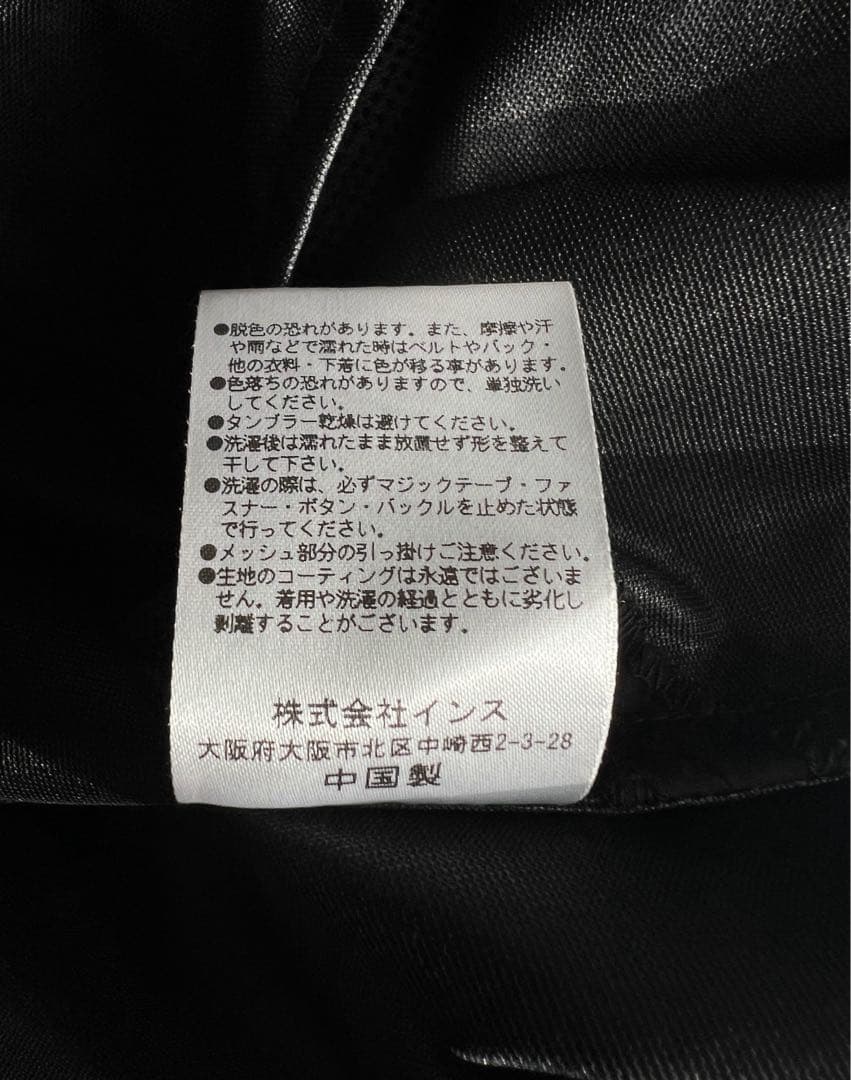 ●脱色の恐れがあります。また、摩擦や汗
や雨などで濡れた時はベルトやバック・
他の衣料・下着に色が移る事があります。
●色落ちの恐れがありますので、単独洗い
してください。
●タンブラー乾燥は避けてください。
●洗濯後は濡れたまま放置せず形を整えて
干して下さい。
●洗濯の際は、必ずマジックテープ・ファ
スナー・ボタン・バックルを止めた状態
で行ってください。
●メッシュ部分の引っ掛けご注意ください。
●生地のコーティングは永遠ではございま
せん。着用や洗濯の経過とともに劣化し
剥離することがございます。
株式会社インス
大阪府大阪市北区中崎西2-3-28
中国製